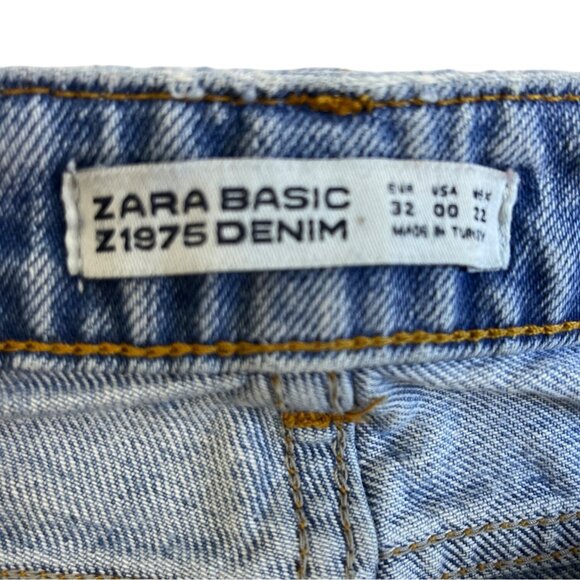 ZARA BASIC
Z1975 DENIM
EUR USA MEX
32 00 22
MADE IN TURKEY